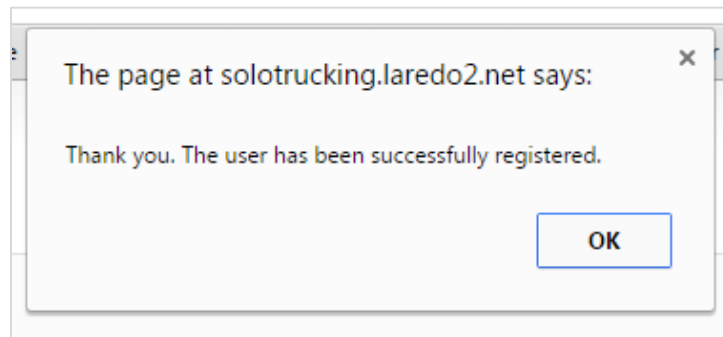 The page at solotrucking.laredo2.net says:
Thank you. The user has been successfully registered.
OK